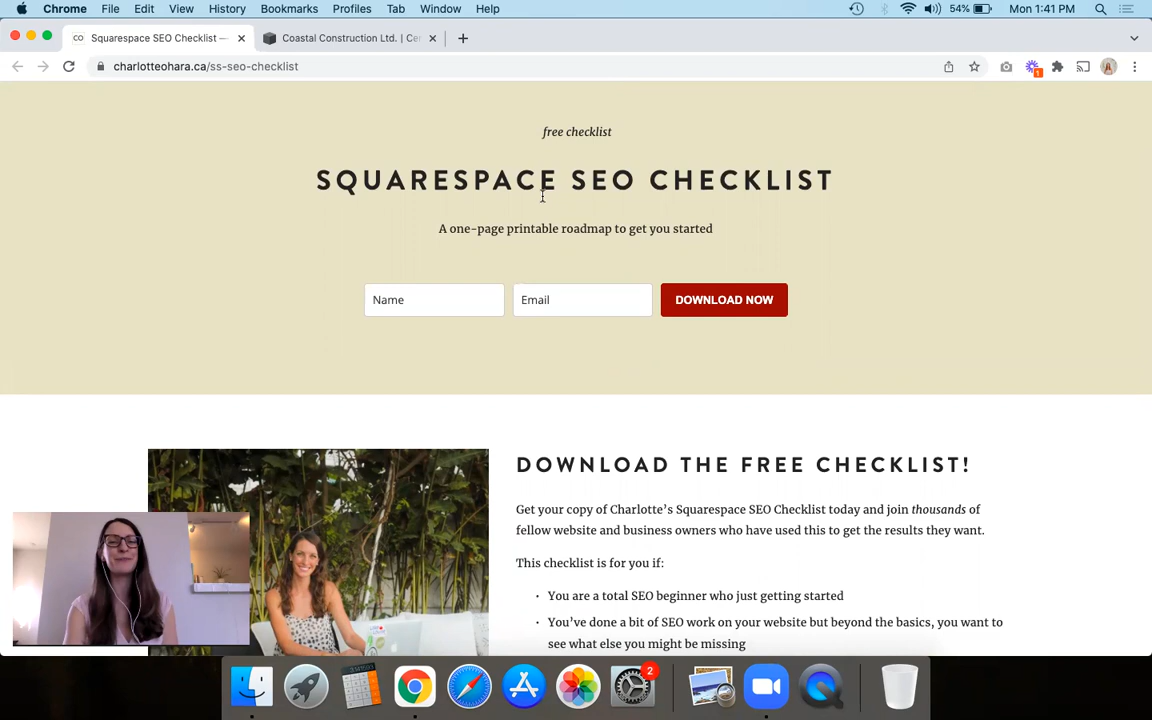 Chrome File Edit View History Bookmarks Profiles Tab Window Help 54% Mon 1:41 PM
CO Squarespace SEO Checklist — Coastal Construction Ltd. | Cer
charlotteohara.ca/ss-seo-checklist 1
free checklist
SQUARESPACE SEO CHECKLIST
A one-page printable roadmap to get you started
Name Email DOWNLOAD NOW
DOWNLOAD THE FREE CHECKLIST!
Get your copy of Charlotte's Squarespace SEO Checklist today and join thousands of
fellow website and business owners who have used this to get the results they want.
This checklist is for you if:
• You are a total SEO beginner who just getting started
• You've done a bit of SEO work on your website but beyond the basics, you want to
see what else you might be missing
2